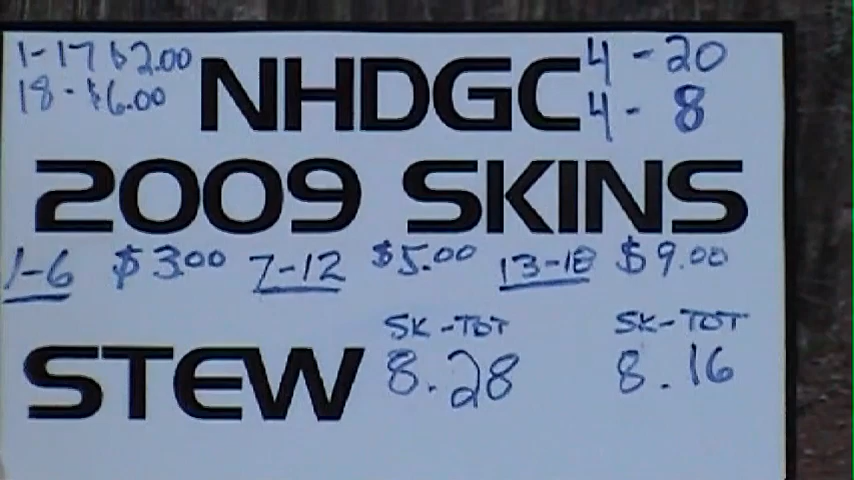 1-17 $2.00 NHDGC 4 - 20
18 - $6.00 4 - 8
2009 SKINS
1-6 $3.00 7-12 $5.00 13-18 $9.00
SK-TOT SK-TOT
STEW 8.28 8.16